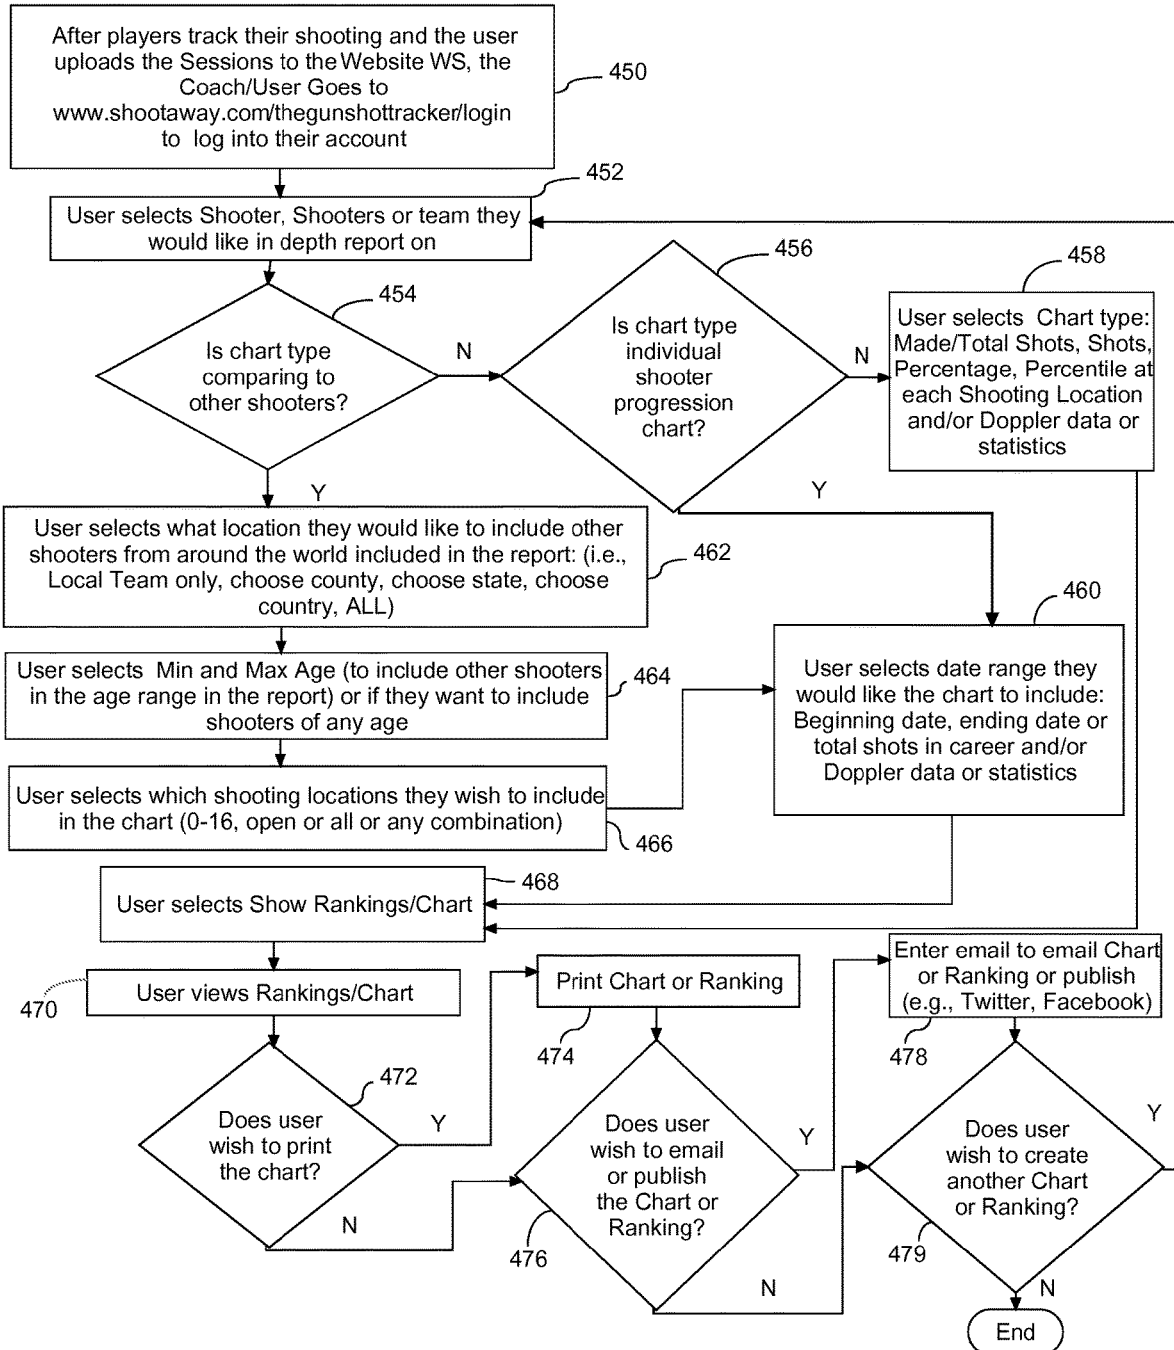 After players track their shooting and the user
uploads the Sessions to the Website WS, the
Coach/User Goes to
www.shootaway.com/thegunshottracker/login
to log into their account
450
452
User selects Shooter, Shooters or team they
would like in depth report on
454
Is chart type
comparing to
other shooters?
N
Y
456
Is chart type
individual
shooter
progression
chart?
N
Y
458
User selects Chart type:
Made/Total Shots, Shots,
Percentage, Percentile at
each Shooting Location
and/or Doppler data or
statistics
User selects what location they would like to include other
shooters from around the world included in the report: (i.e.,
Local Team only, choose county, choose state, choose
country, ALL)
462
460
User selects date range they
would like the chart to include:
Beginning date, ending date or
total shots in career and/or
Doppler data or statistics
User selects Min and Max Age (to include other shooters
in the age range in the report) or if they want to include
shooters of any age
464
User selects which shooting locations they wish to include
in the chart (0-16, open or all or any combination)
466
468
User selects Show Rankings/Chart
470
User views Rankings/Chart
472
Does user
wish to print
the chart?
Y
N
Print Chart or Ranking
474
Does user
wish to email
or publish
the Chart or
Ranking?
476
Y
N
Enter email to email Chart
or Ranking or publish
(e.g., Twitter, Facebook)
478
Does user
wish to create
another Chart
or Ranking?
479
Y
N
End